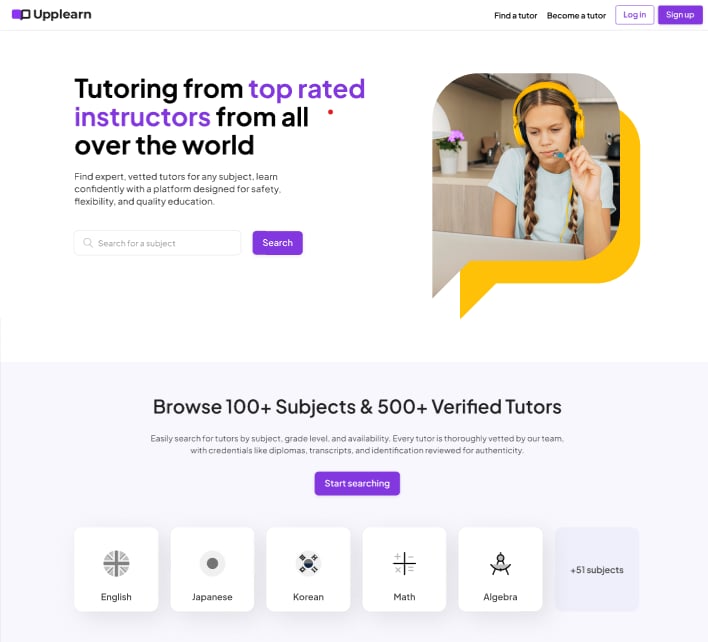 Upplearn
Find a tutor
Become a tutor
Log in
Sign up
Tutoring from top rated
instructors from all
over the world
Find expert, vetted tutors for any subject, learn
confidently with a platform designed for safety,
flexibility, and quality education.
Search for a subject
Search
Browse 100+ Subjects & 500+ Verified Tutors
Easily search for tutors by subject, grade level, and availability. Every tutor is thoroughly vetted by our team,
with credentials like diplomas, transcripts, and identification reviewed for authenticity.
Start searching
English
Japanese
Korean
Math
Algebra
+51 subjects